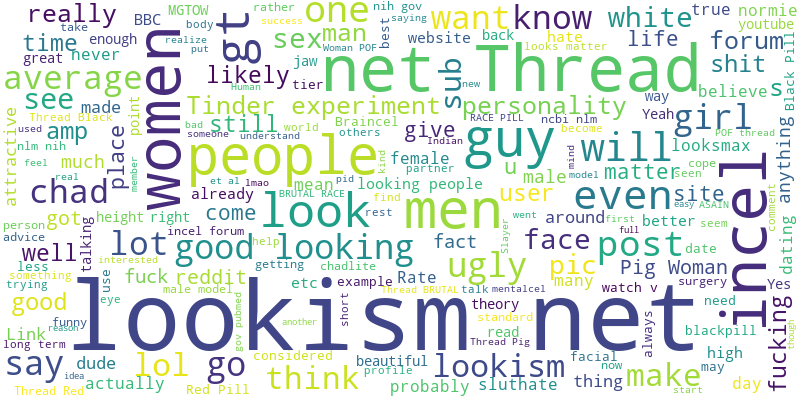 MGTOW
BBC
really
time
enough
great
never
rather
success
body
take
realize
put
likely
women
gt
sex
man
one
jaw
tier
nih gov
saying
best
Woman POF
Human
want
sub
website
back
looks matter
know
white
hate
life
true
forum
normie
youtube
shit
believe
s
Black Pill
average
see
made
point
Tinder experiment
net Thread
personality
new
way
Yeah
girl
attractive
used
Thread Black
nlm nih
feel
real
amp
much
place
member
bad
someone
still
understand
world
et al
lmao
people
Braincel
others
mean
pid
kind
looking people
BRUTAL RACE
give
female
partner
guy
u
male
RACE PILL
Indian
ncbi nlm
become
mind
model
will
matter
looksmax
cope
seen
POF thread
easy
ASAIN
anything
comment
chad
already
come
height
right
look
rest
find
men
user
went
Slayer
even
site
around
first
better
seem
full
incel
dating
person
advice
got
well
less
trying
talking
lot
incel forum
good looking
help
fact
face
post
date
something
interested
use
eye
fuck
reddit
chadlite
getting
etc
short
example
watch v
ugly
Rate
talk
mentalcel
pic
many
Pig Woman
surgery
need
Yes
good
funny
Link
long term
reason
idea
male model
gov pubmed
another
Thread BRUTAL
theory
standard
read
Thread Pig
always
blackpill
high
may
fucking
though
lookism net
say
dude
lol
actually
Thread Red
go
Red Pill
considered
think
beautiful
profile
probably
lookism
sluthate
facial
thing
now
make
day
start